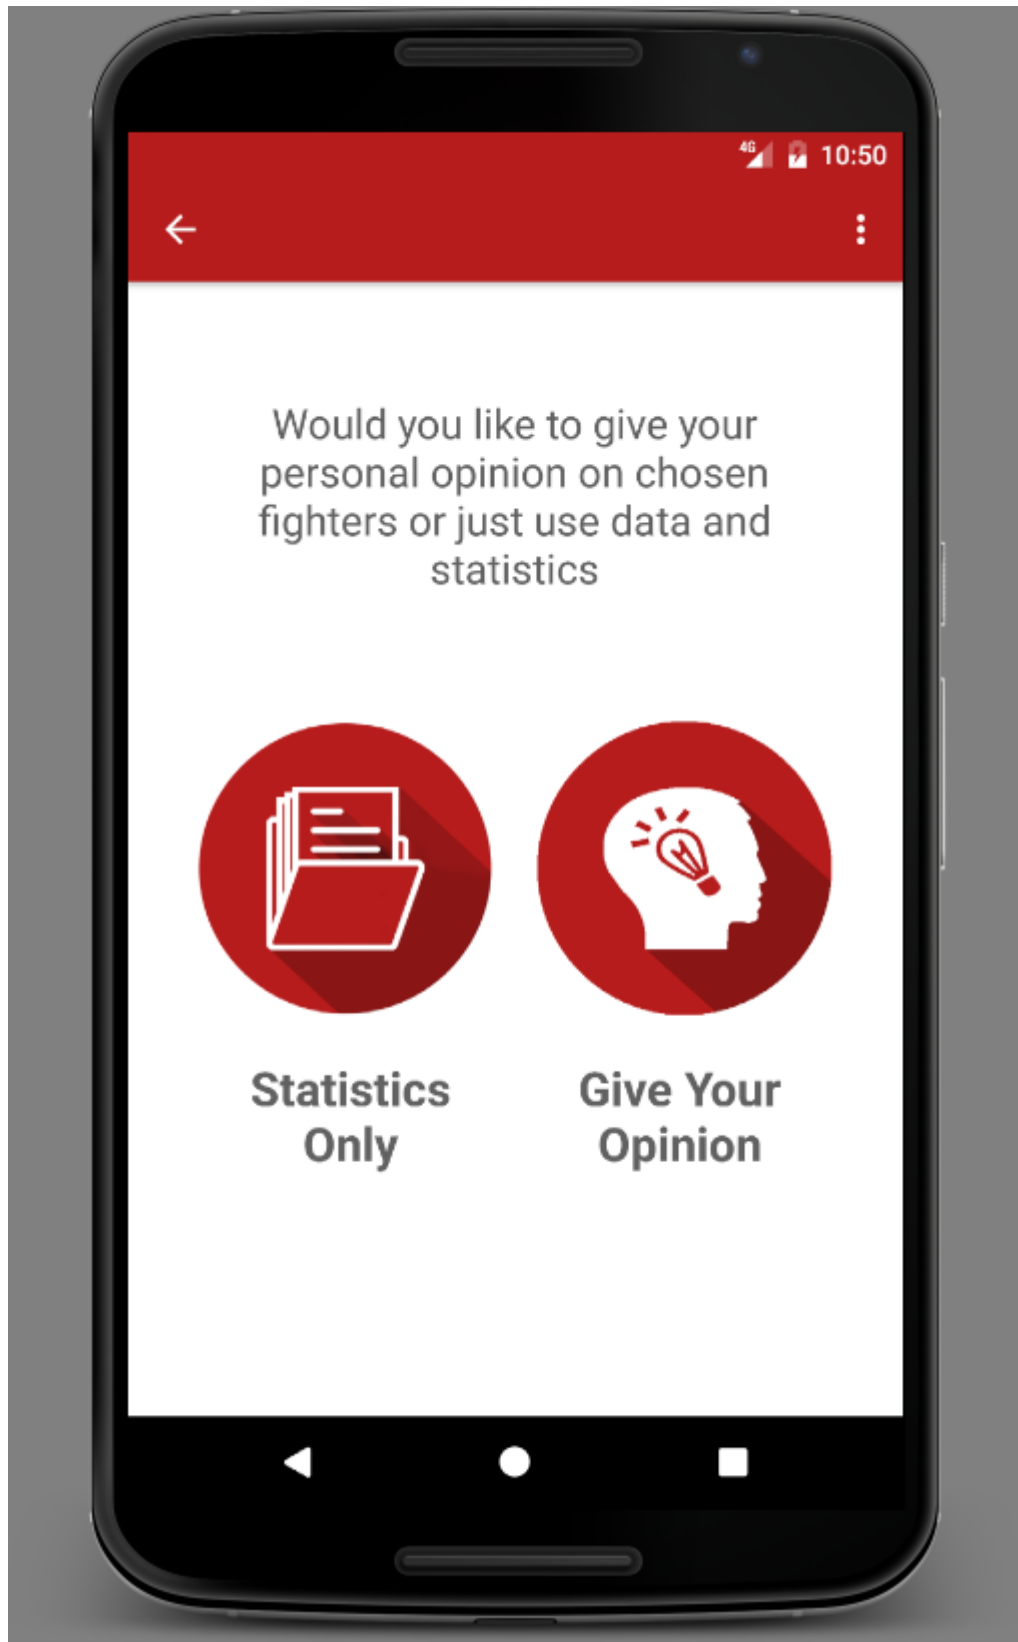 4G 10:50
Would you like to give your
personal opinion on chosen
fighters or just use data and
statistics
Statistics
Only
Give Your
Opinion